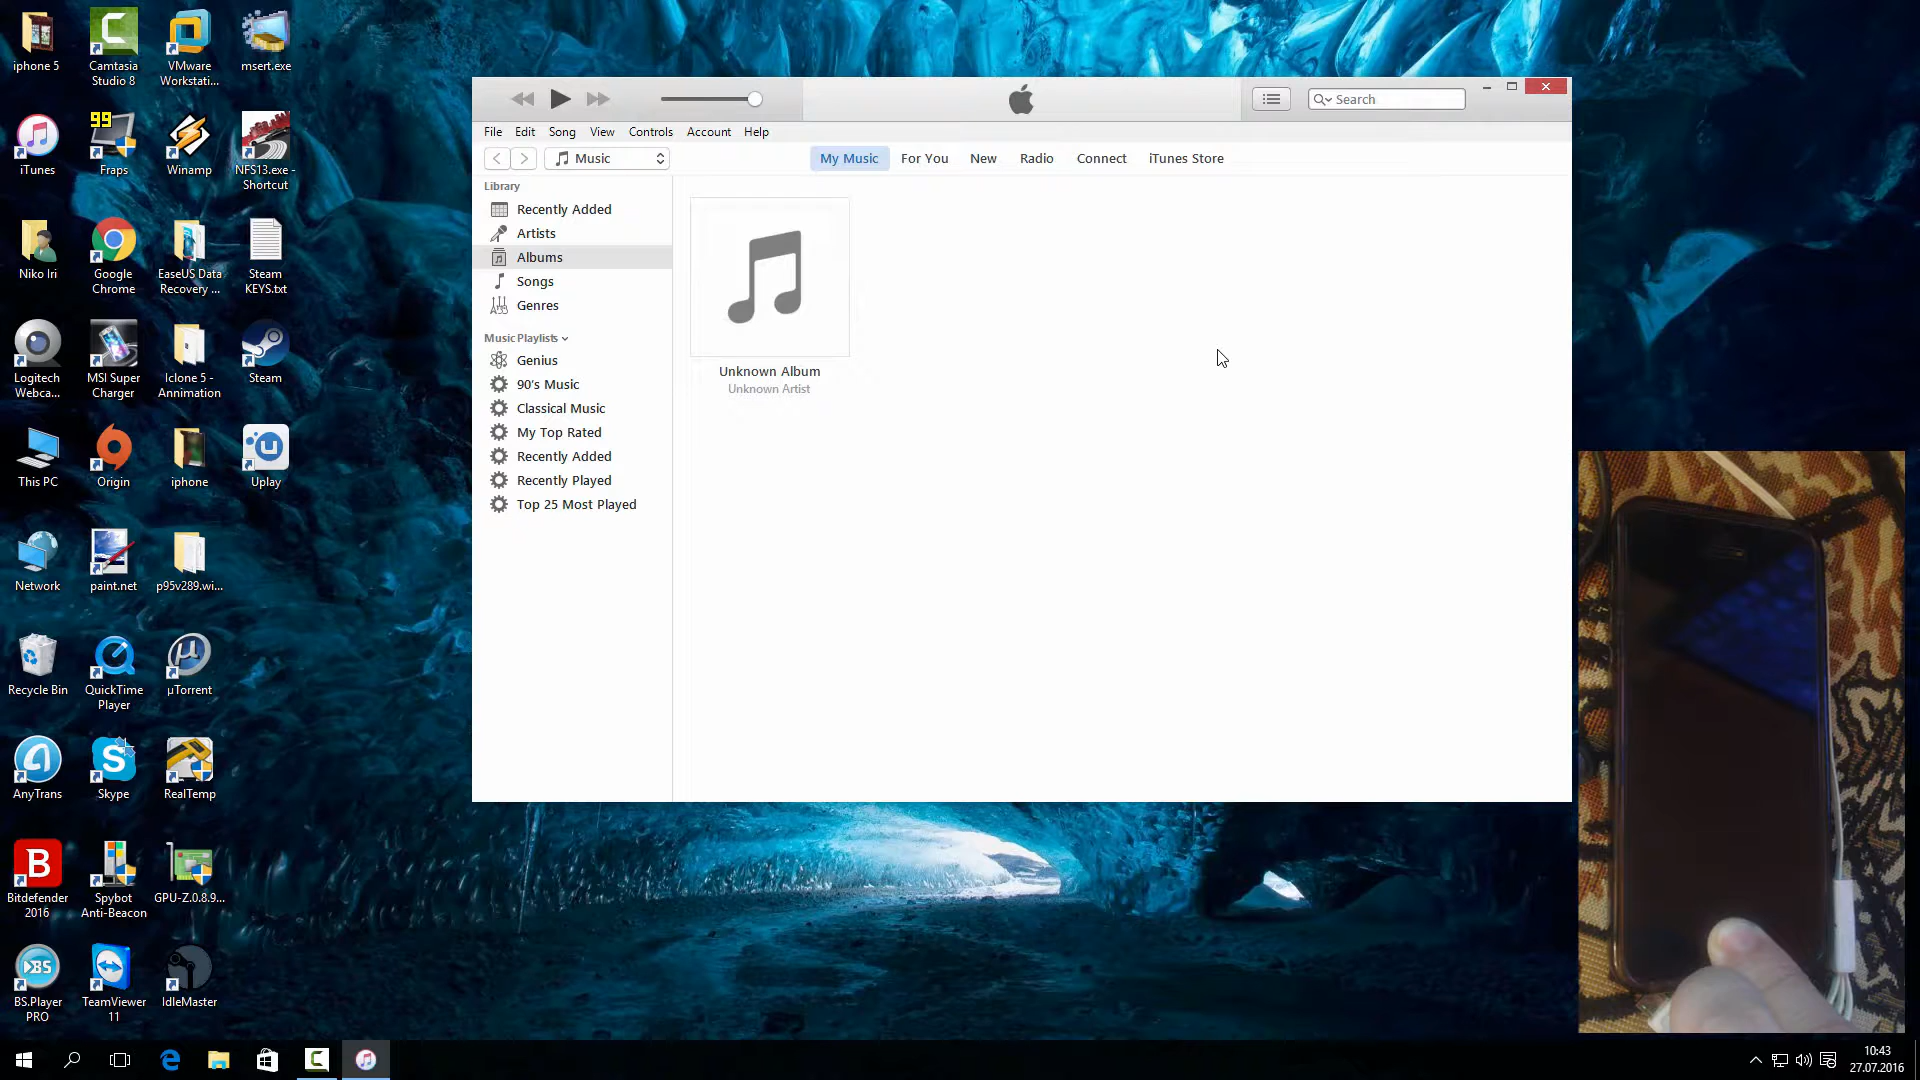 iphone 5
Camtasia
Studio 8
VMware
Workstati...
msert.exe
iTunes
99
Fraps
Winamp
NFS13.exe -
Shortcut
Niko Iri
Google
Chrome
EaseUS Data
Recovery ...
Steam
KEYS.txt
Logitech
Webca...
MSI Super
Charger
Iclone 5 -
Annimation
Steam
This PC
Origin
iphone
Uplay
Network
paint.net
p95v289.wi...
Recycle Bin
QuickTime
Player
µTorrent
AnyTrans
Skype
RealTemp
Bitdefender
2016
Spybot
Anti-Beacon
GPU-Z.0.8.9...
BS.Player
PRO
TeamViewer
11
IdleMaster
Search
File Edit Song View Controls Account Help
Music
My Music For You New Radio Connect iTunes Store
Library
Recently Added
Artists
Albums
Songs
Genres
Music Playlists
Genius
90's Music
Classical Music
My Top Rated
Recently Added
Recently Played
Top 25 Most Played
Unknown Album
Unknown Artist
10:43
27.07.2016